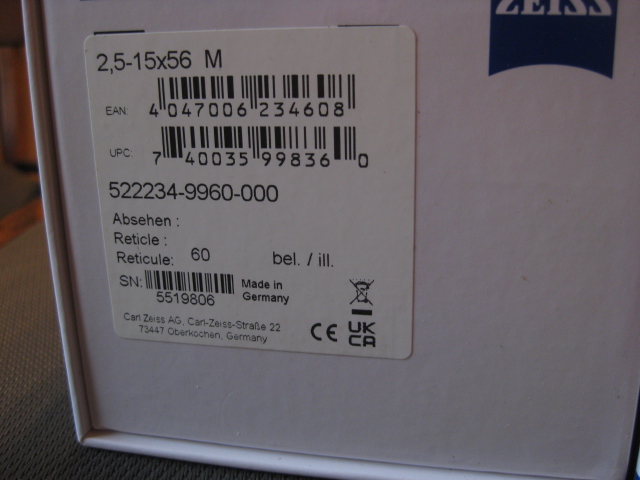 ZEISS
2,5-15x56 M
EAN: 4 047006 234608
UPC: 7 40035 99836 0
522234-9960-000
Absehen :
Reticle :
Reticule: 60 bel. / ill.
SN: 5519806
Made in
Germany
Carl Zeiss AG, Carl-Zeiss-Straße 22
73447 Oberkochen, Germany
CE UK
CA